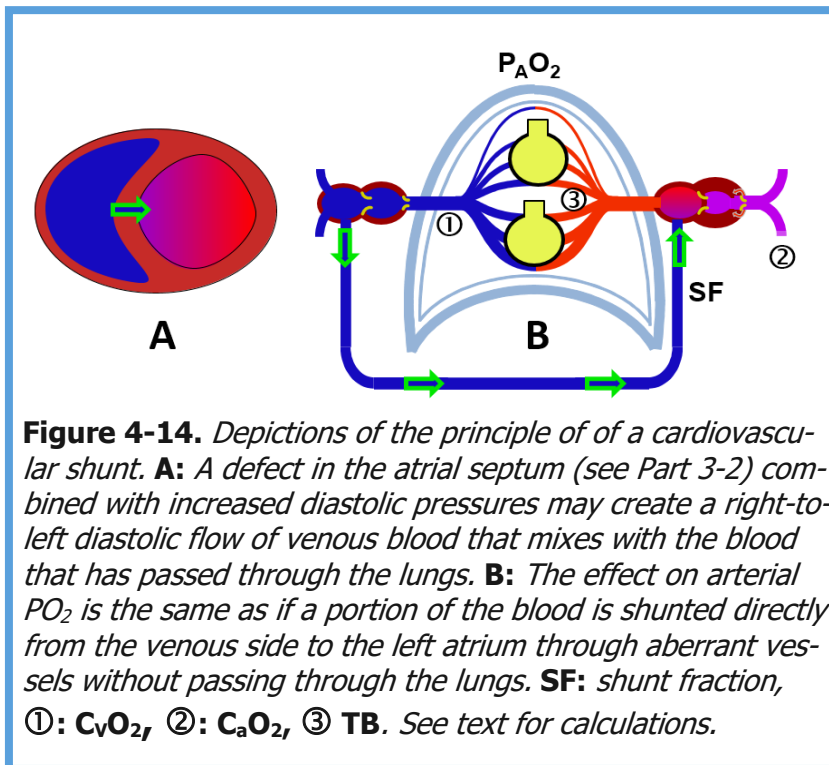 PAO2
①
③
②
SF
A
B
Figure 4-14. Depictions of the principle of of a cardiovascu-
lar shunt. A: A defect in the atrial septum (see Part 3-2) com-
bined with increased diastolic pressures may create a right-to-
left diastolic flow of venous blood that mixes with the blood
that has passed through the lungs. B: The effect on arterial
PO2 is the same as if a portion of the blood is shunted directly
from the venous side to the left atrium through aberrant ves-
sels without passing through the lungs. SF: shunt fraction,
①: CVO2, ②: CaO2, ③ TB. See text for calculations.